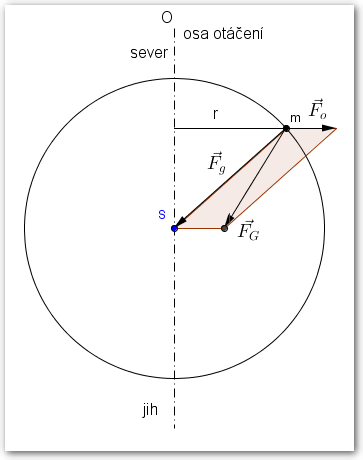 O
osa otáčení
sever
r
m
F⃗o
F⃗g
S
F⃗G
jih